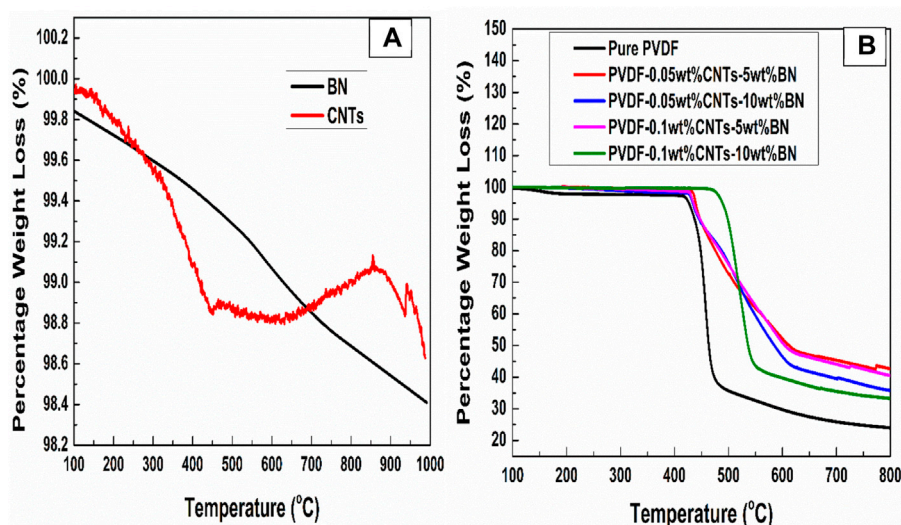 A
BN
CNTs
100.2
100.0
99.8
99.6
99.4
99.2
99.0
98.8
98.6
98.4
98.2
Percentage Weight Loss (%)
100 200 300 400 500 600 700 800 900 1000
Temperature (°C)
B
Pure PVDF
PVDF-0.05wt%CNTs-5wt%BN
PVDF-0.05wt%CNTs-10wt%BN
PVDF-0.1wt%CNTs-5wt%BN
PVDF-0.1wt%CNTs-10wt%BN
150
140
130
120
110
100
90
80
70
60
50
40
30
20
Percentage Weight Loss (%)
100 200 300 400 500 600 700 800
Temperature (°C)